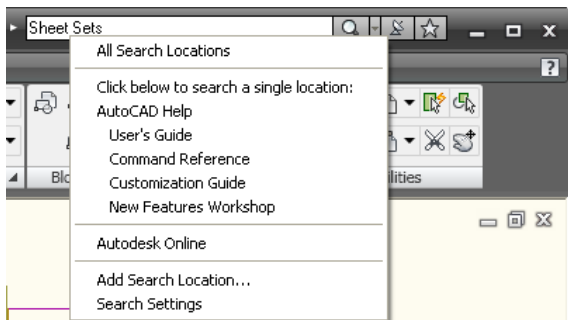 Sheet Sets
All Search Locations
Click below to search a single location:
AutoCAD Help
User's Guide
Command Reference
Customization Guide
New Features Workshop
Autodesk Online
Add Search Location...
Search Settings
Blo
ilities